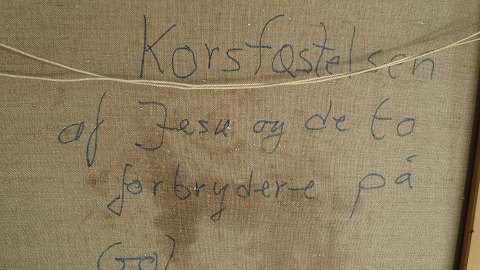 Korsfæstelsen
af Jesu og de to
forbrydere på